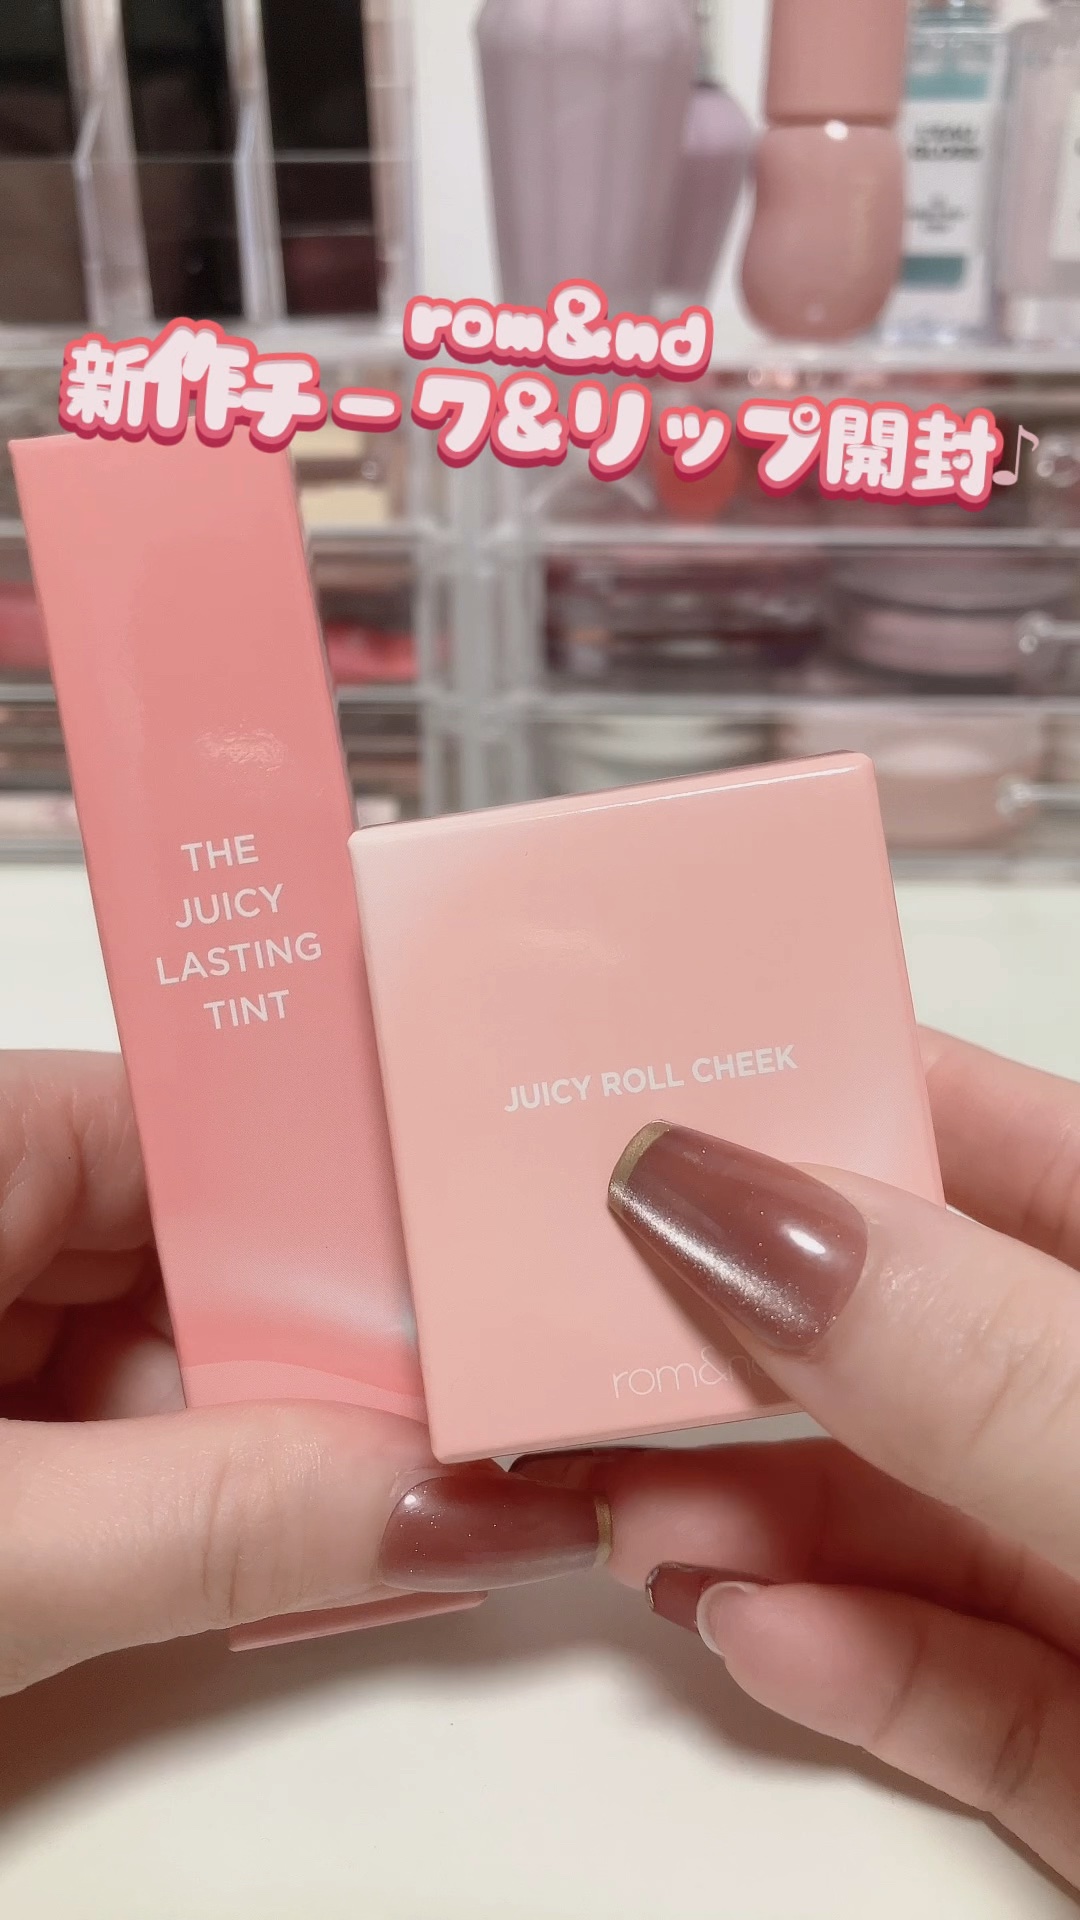 rom&nd
新作チーク&リップ開封♪
THE
JUICY
LASTING
TINT
JUICY ROLL CHEEK
rom&n